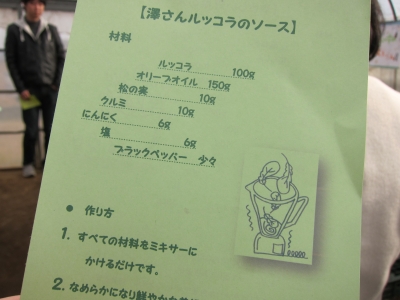 【澤さんルッコラのソース】
材料
ルッコラ 100g
オリーブオイル 150g
松の実 10g
クルミ 10g
にんにく 6g
塩 6g
ブラックペッパー 少々
● 作り方
1. すべての材料をミキサーに
かけるだけです。
2. なめらかになり鮮やかな